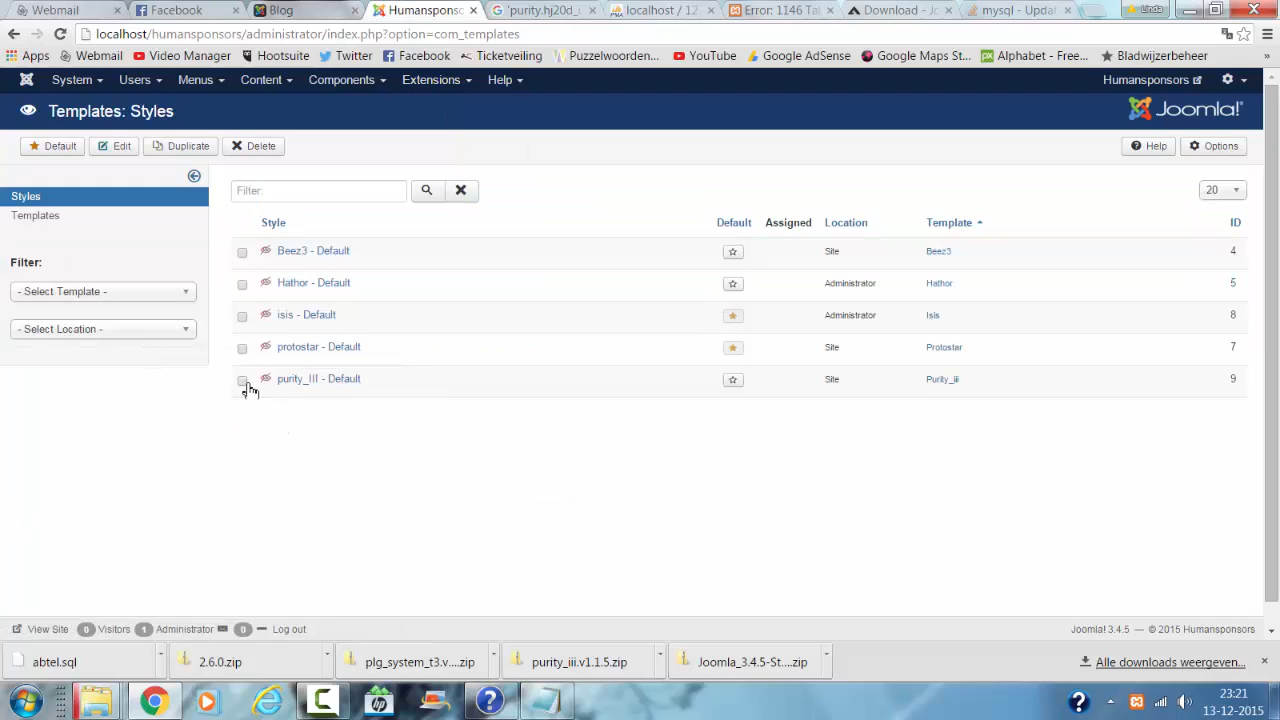 Webmail
Facebook
Blog
Humansponso
'purity.hj20d_
localhost / 12
Error: 1146 Ta
Download - Jo
mysql - Upda
Linda
localhost/humansponsors/administrator/index.php?option=com_templates
Apps
Webmail
Video Manager
Hootsuite
Twitter
Facebook
Ticketveiling
Puzzelwoorden...
YouTube
Google AdSense
Google Maps St...
Alphabet - Free...
Bladwijzerbeheer
»
System
Users
Menus
Content
Components
Extensions
Help
Humansponsors
Templates: Styles
Joomla!®
Default
Edit
Duplicate
Delete
Help
Options
Styles
Templates
Filter:
- Select Template -
- Select Location -
Filter:
20
Style Default Assigned Location Template ID
Beez3 - Default Site Beez3 4
Hathor - Default Administrator Hathor 5
isis - Default Administrator Isis 8
protostar - Default Site Protostar 7
purity_III - Default Site Purity_iii 9
View Site 0 Visitors 1 Administrator 0 Log out
Joomla! 3.4.5 — © 2015 Humansponsors
abtel.sql
2.6.0.zip
plg_system_t3.v....zip
purity_iii.v1.1.5.zip
Joomla_3.4.5-St....zip
Alle downloads weergeven...
23:21
13-12-2015